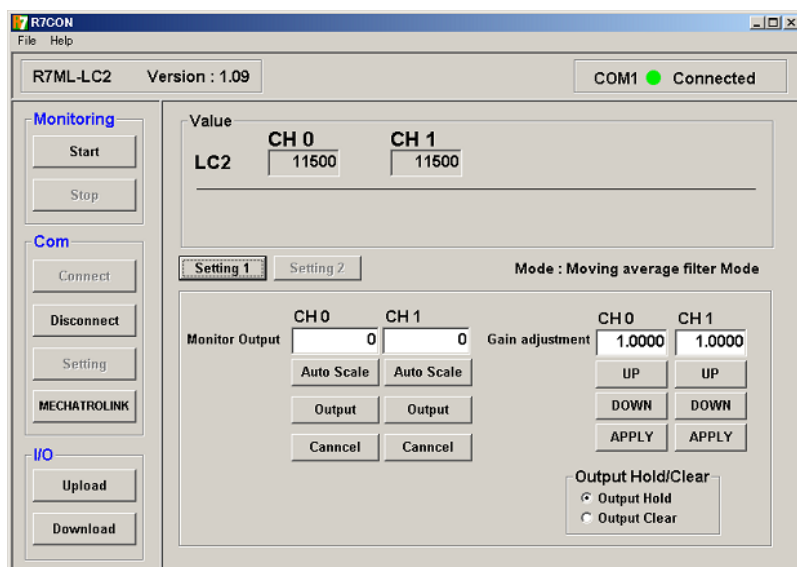 R7 R7CON
File Help
R7ML-LC2 Version : 1.09
COM1 Connected
Monitoring
Start
Stop
Com
Connect
Disconnect
Setting
MECHATROLINK
I/O
Upload
Download
Value
CH 0 CH 1
LC2 11500 11500
Setting 1 Setting 2 Mode : Moving average filter Mode
CH 0 CH 1
Monitor Output 0 0
Auto Scale Auto Scale
Output Output
Canncel Canncel
CH 0 CH 1
Gain adjustment 1.0000 1.0000
UP UP
DOWN DOWN
APPLY APPLY
Output Hold/Clear
Output Hold
Output Clear